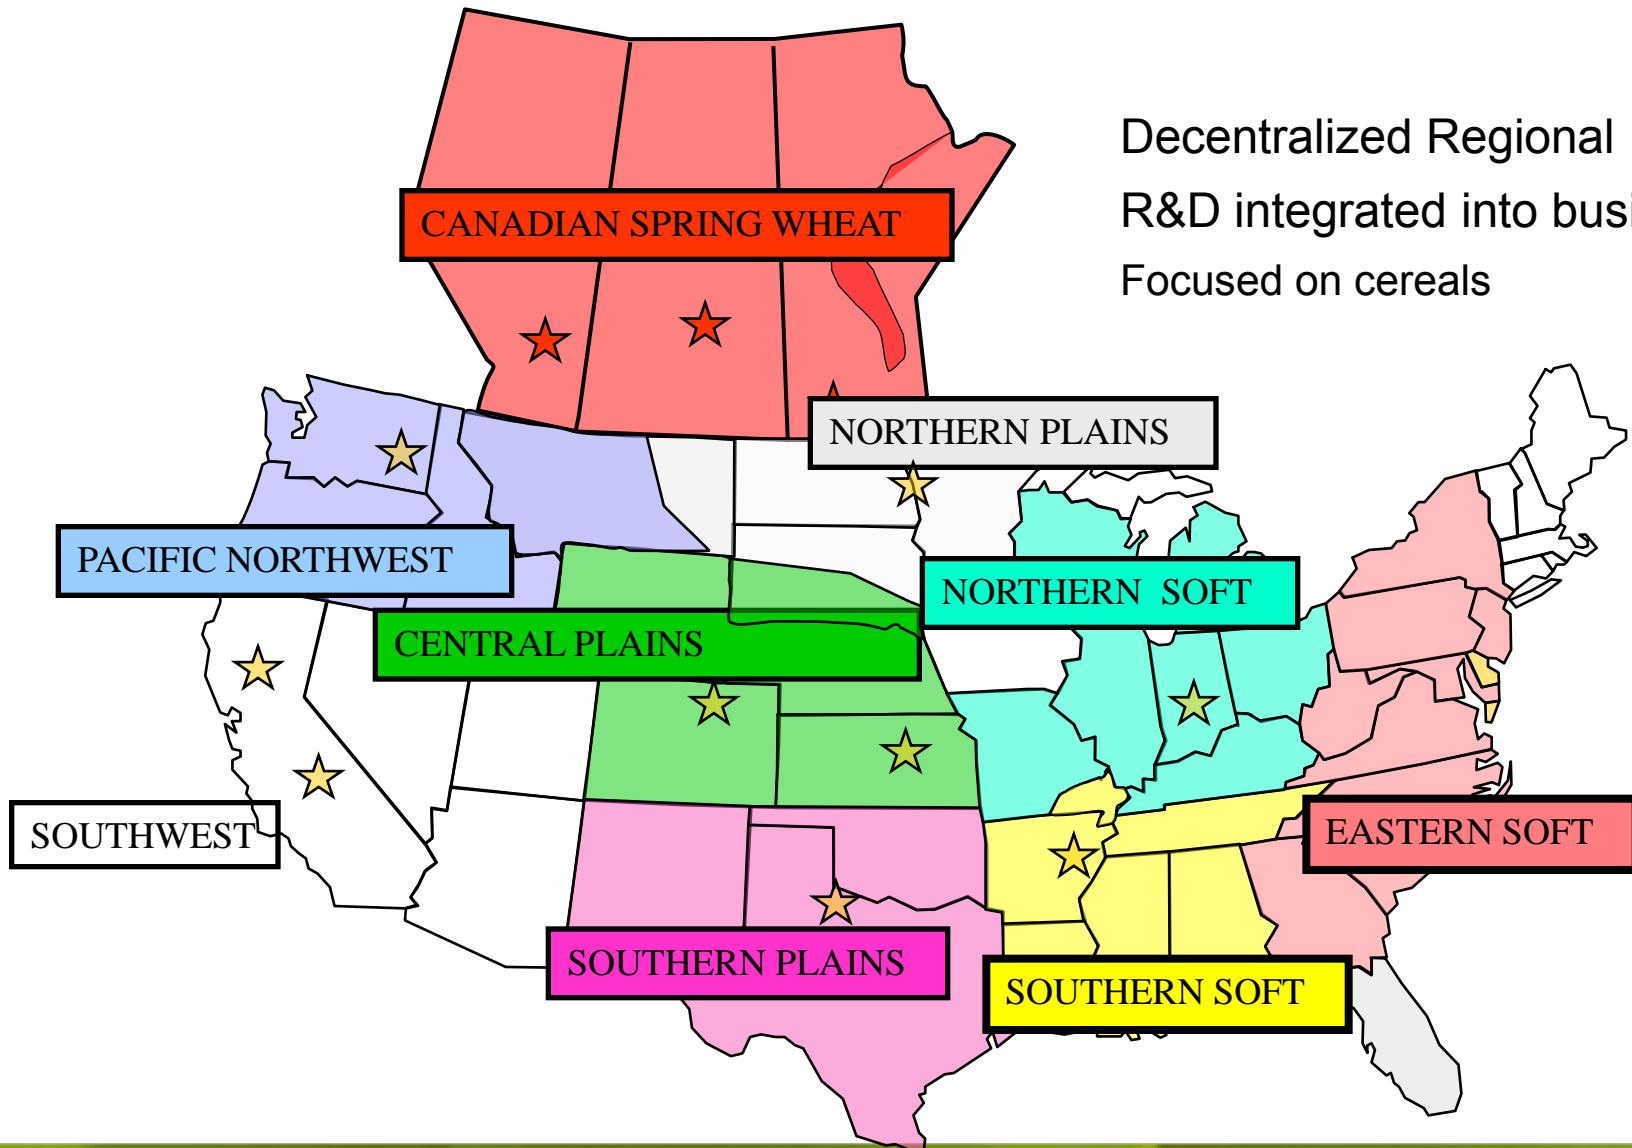 Decentralized Regional
R&D integrated into
Focused on cereals
CANADIAN SPRING WHEAT
NORTHERN PLAINS
PACIFIC NORTHWEST
NORTHERN SOFT
CENTRAL PLAINS
SOUTHWEST
EASTERN SOFT
SOUTHERN PLAINS
SOUTHERN SOFT